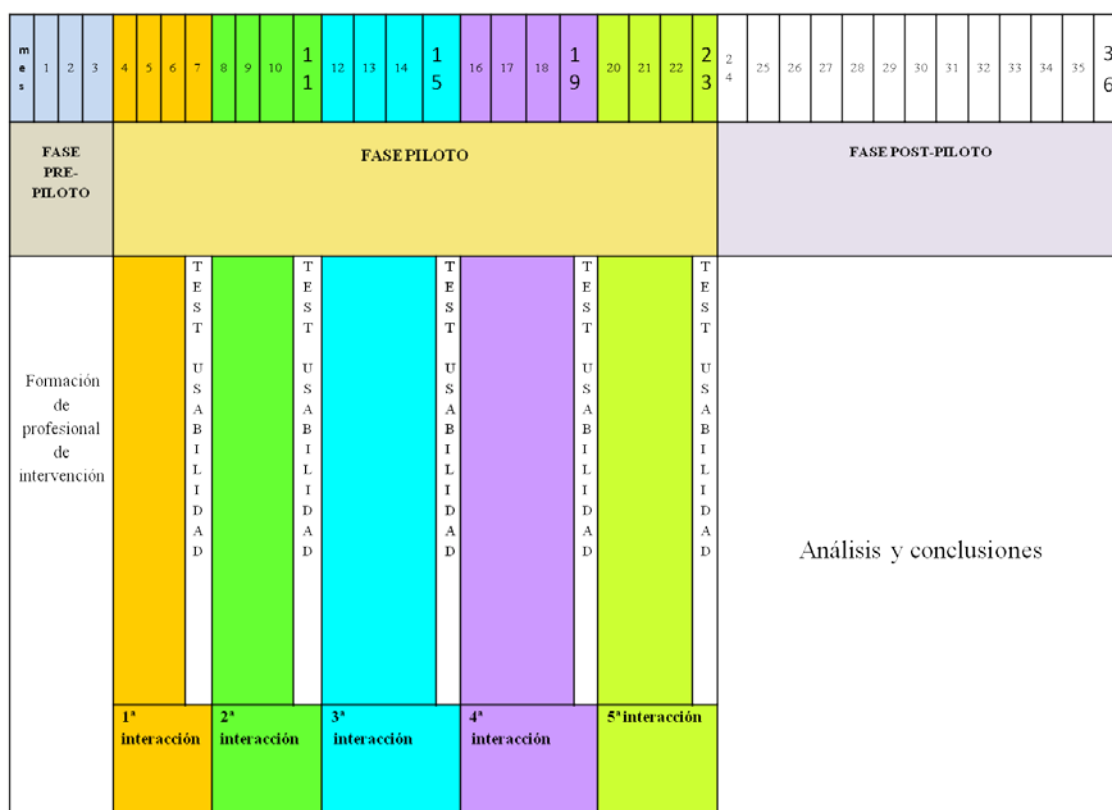 mes 1 2 3 4 5 6 7 8 9 10 11 12 13 14 15 16 17 18 19 20 21 22 23 24 25 26 27 28 29 30 31 32 33 34 35 36
FASE
PRE-
PILOTO
FASE PILOTO
FASE POST-PILOTO
Formación
de
profesional
de
intervención
TEST USABILIDAD
TEST USABILIDAD
TEST USABILIDAD
TEST USABILIDAD
TEST USABILIDAD
Análisis y conclusiones
1ª
interacción
2ª
interacción
3ª
interacción
4ª
interacción
5ª interacción